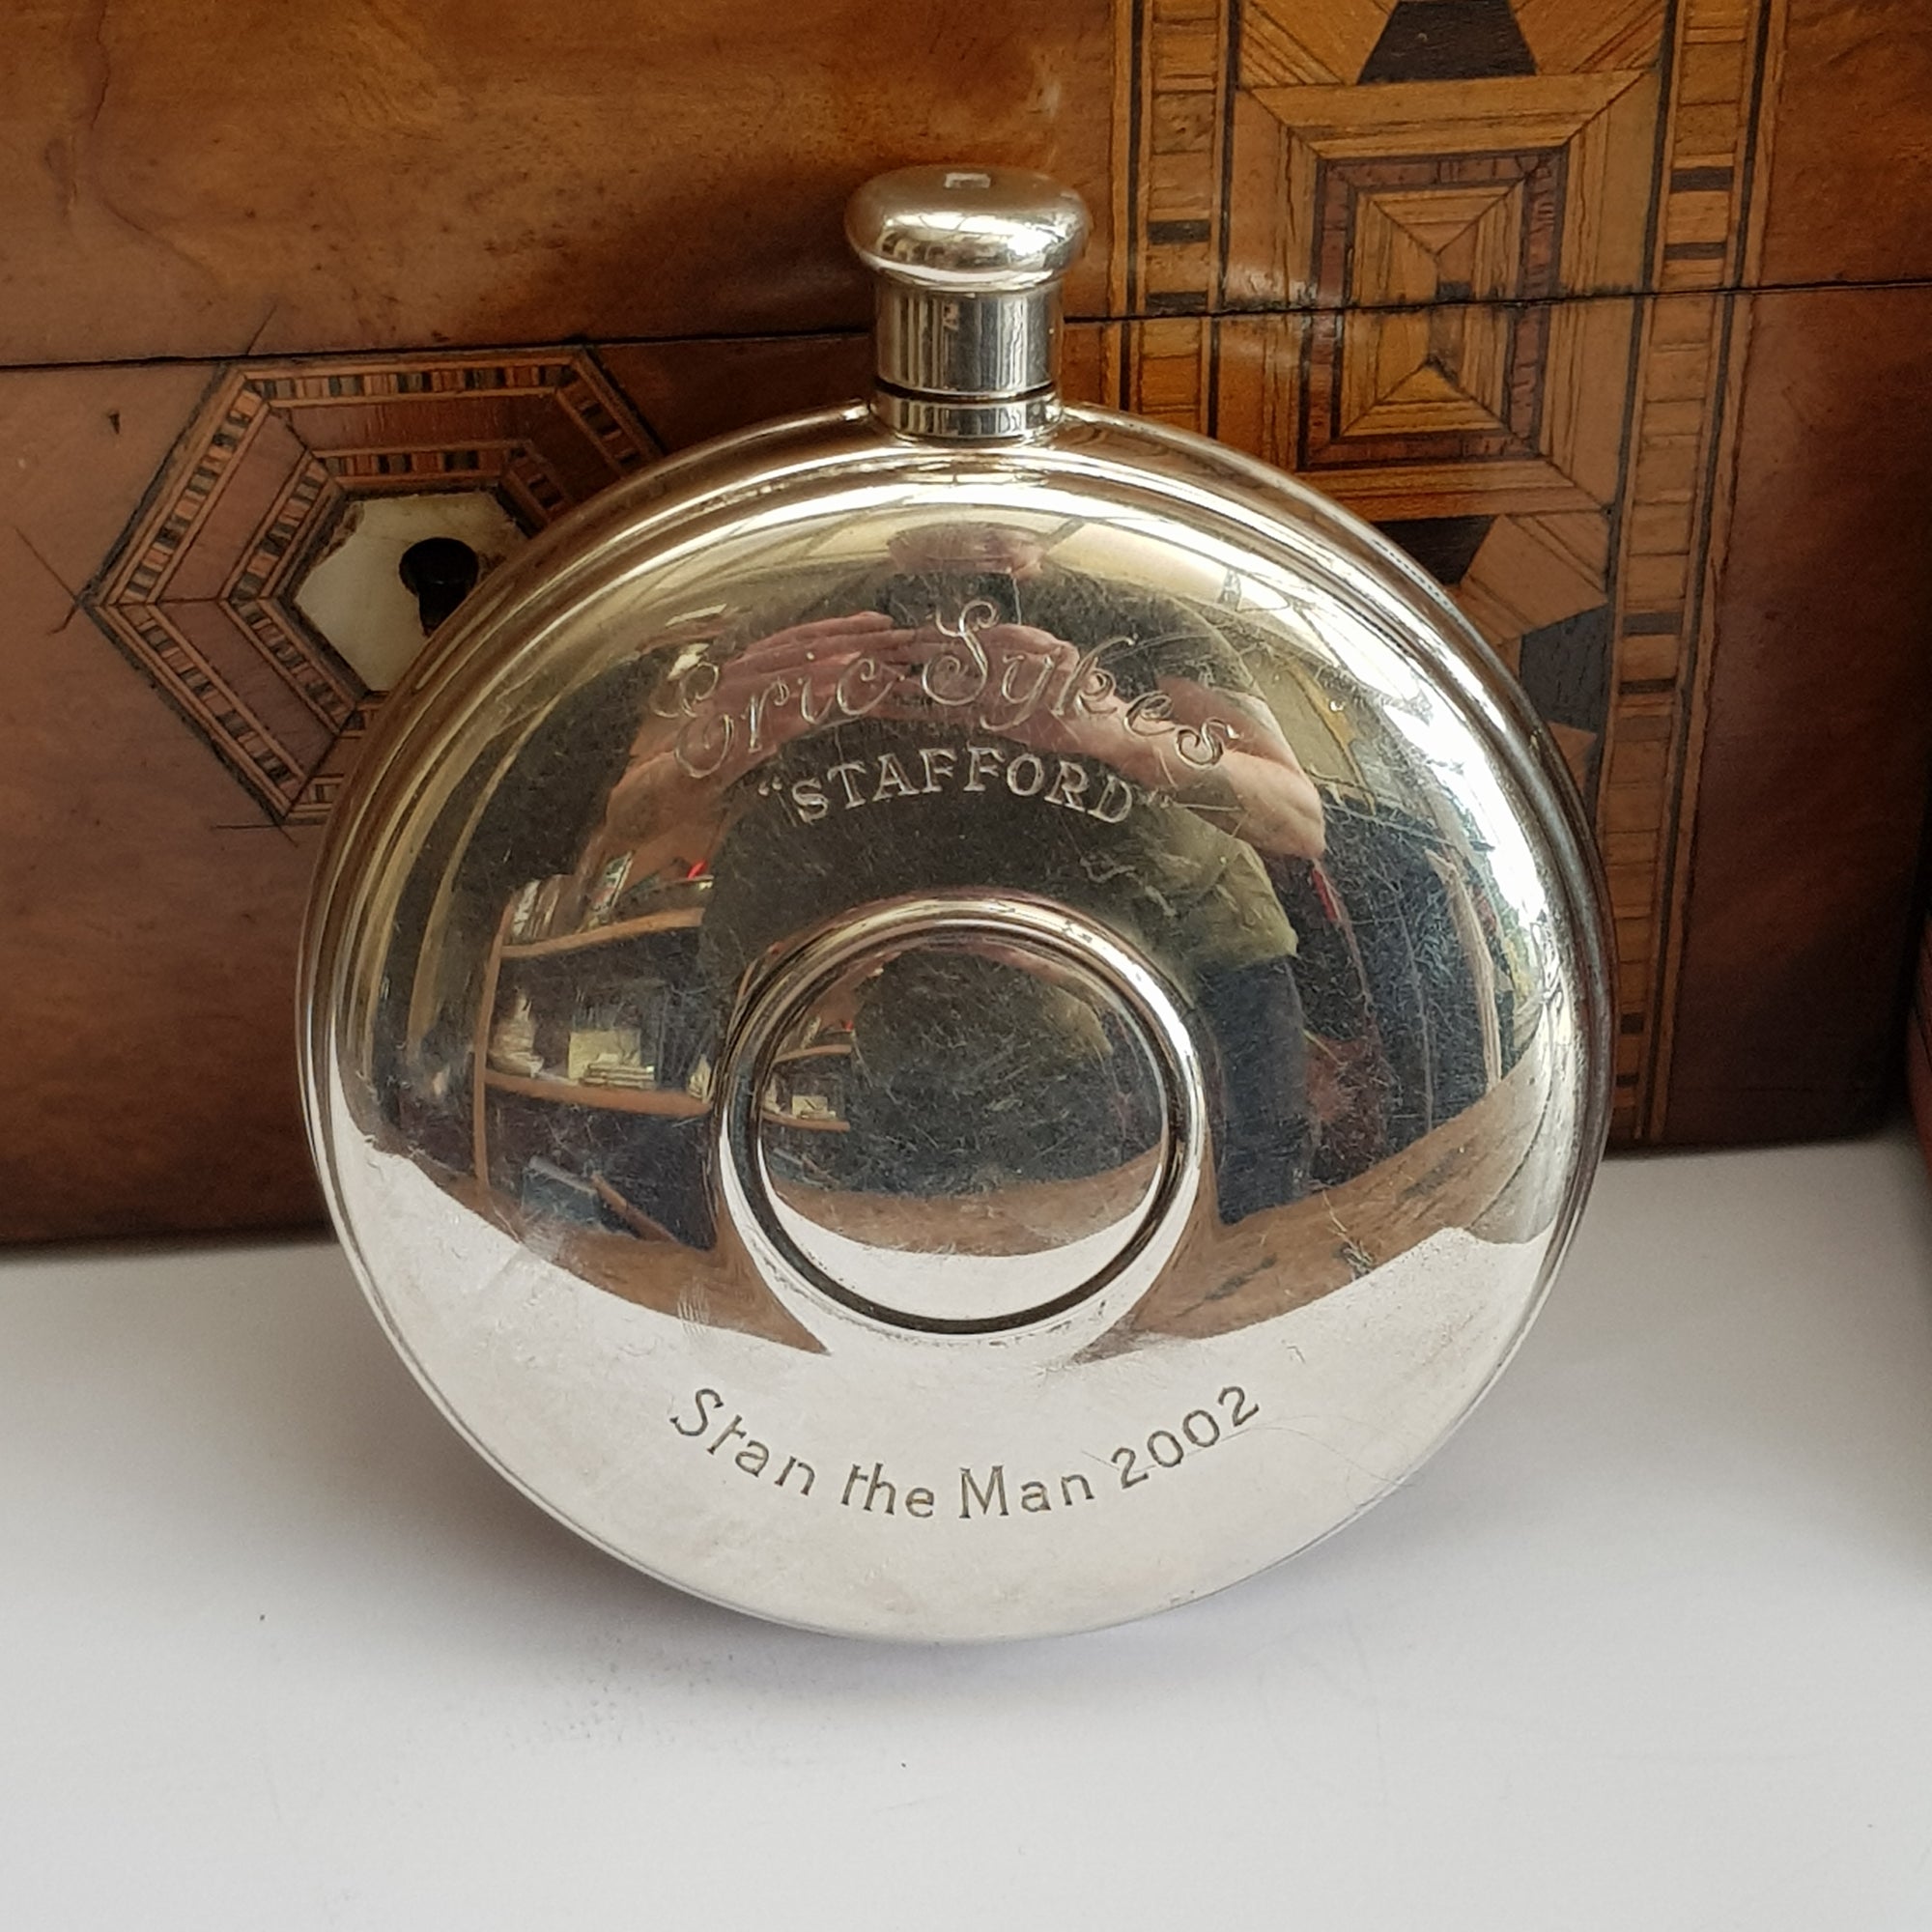 Eric Sykes
"STAFFORD"
Stan the Man 2002